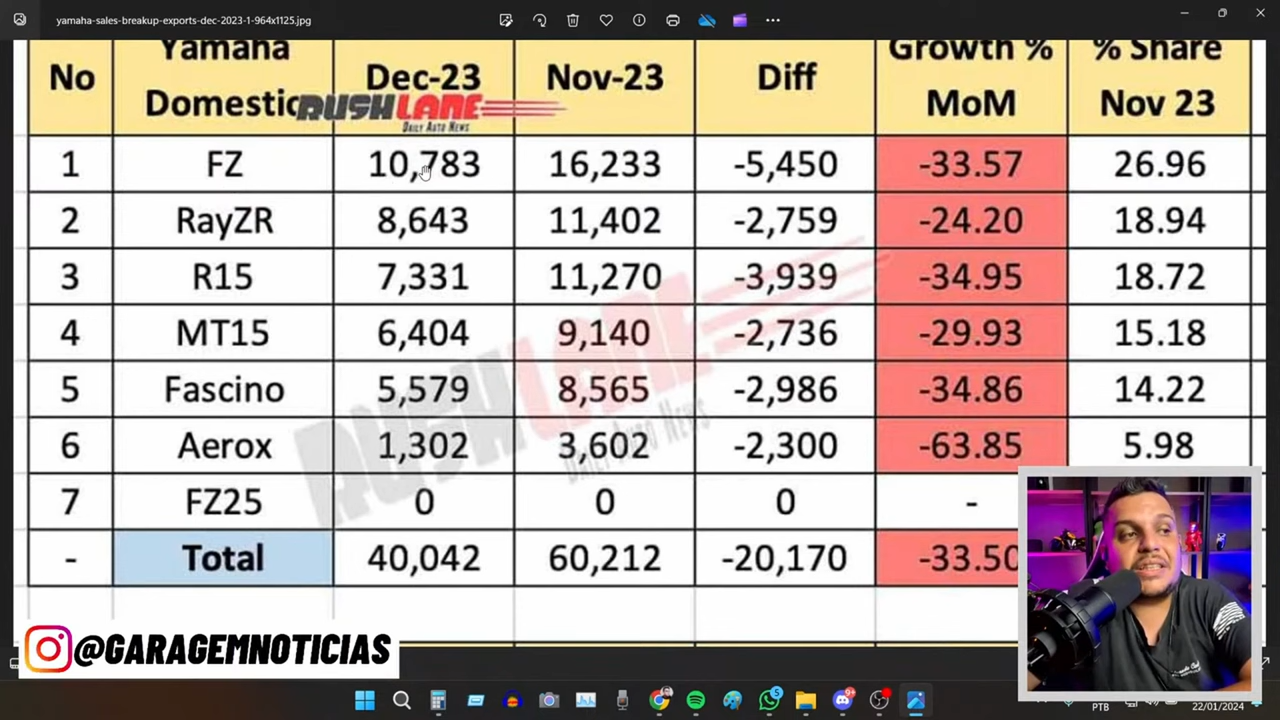 yamaha-sales-breakup-exports-dec-2023-1-964x1125.jpg
No Yamaha Domestic Dec-23 Nov-23 Diff Growth % MoM % Share Nov 23
RUSHLANE
DAILY AUTO NEWS
1 FZ 10,783 16,233 -5,450 -33.57 26.96
2 RayZR 8,643 11,402 -2,759 -24.20 18.94
3 R15 7,331 11,270 -3,939 -34.95 18.72
4 MT15 6,404 9,140 -2,736 -29.93 15.18
5 Fascino 5,579 8,565 -2,986 -34.86 14.22
6 Aerox 1,302 3,602 -2,300 -63.85 5.98
7 FZ25 0 0 0 -
- Total 40,042 60,212 -20,170 -33.50
RUSHLANE
DAILY AUTO NEWS
@GARAGEMNOTICIAS
5
9+
PTB
22/01/2024